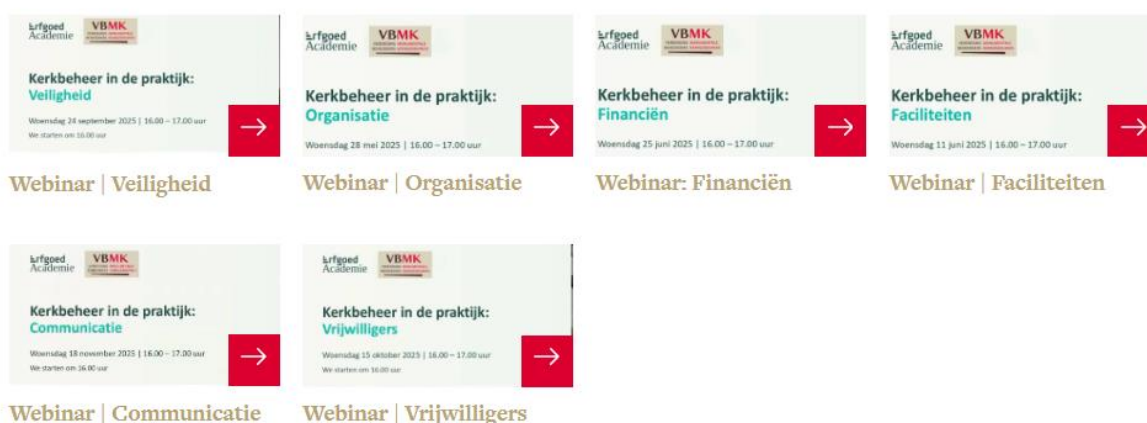 Erfgoed Academie
VBMK
Kerkbeheer in de praktijk:
Veiligheid
Woensdag 24 september 2025 | 16.00 – 17.00 uur
We starten om 16.00 uur
Webinar | Veiligheid
Erfgoed Academie
VBMK
Kerkbeheer in de praktijk:
Organisatie
Woensdag 28 mei 2025 | 16.00 – 17.00 uur
Webinar | Organisatie
Erfgoed Academie
VBMK
Kerkbeheer in de praktijk:
Financiën
Woensdag 25 juni 2025 | 16.00 – 17.00 uur
Webinar: Financiën
Erfgoed Academie
VBMK
Kerkbeheer in de praktijk:
Faciliteiten
Woensdag 11 juni 2025 | 16.00 – 17.00 uur
Webinar | Faciliteiten
Erfgoed Academie
VBMK
Kerkbeheer in de praktijk:
Communicatie
Woensdag 18 november 2025 | 16.00 – 17.00 uur
We starten om 16.00 uur
Webinar | Communicatie
Erfgoed Academie
VBMK
Kerkbeheer in de praktijk:
Vrijwilligers
Woensdag 15 oktober 2025 | 16.00 – 17.00 uur
We starten om 16.00 uur
Webinar | Vrijwilligers